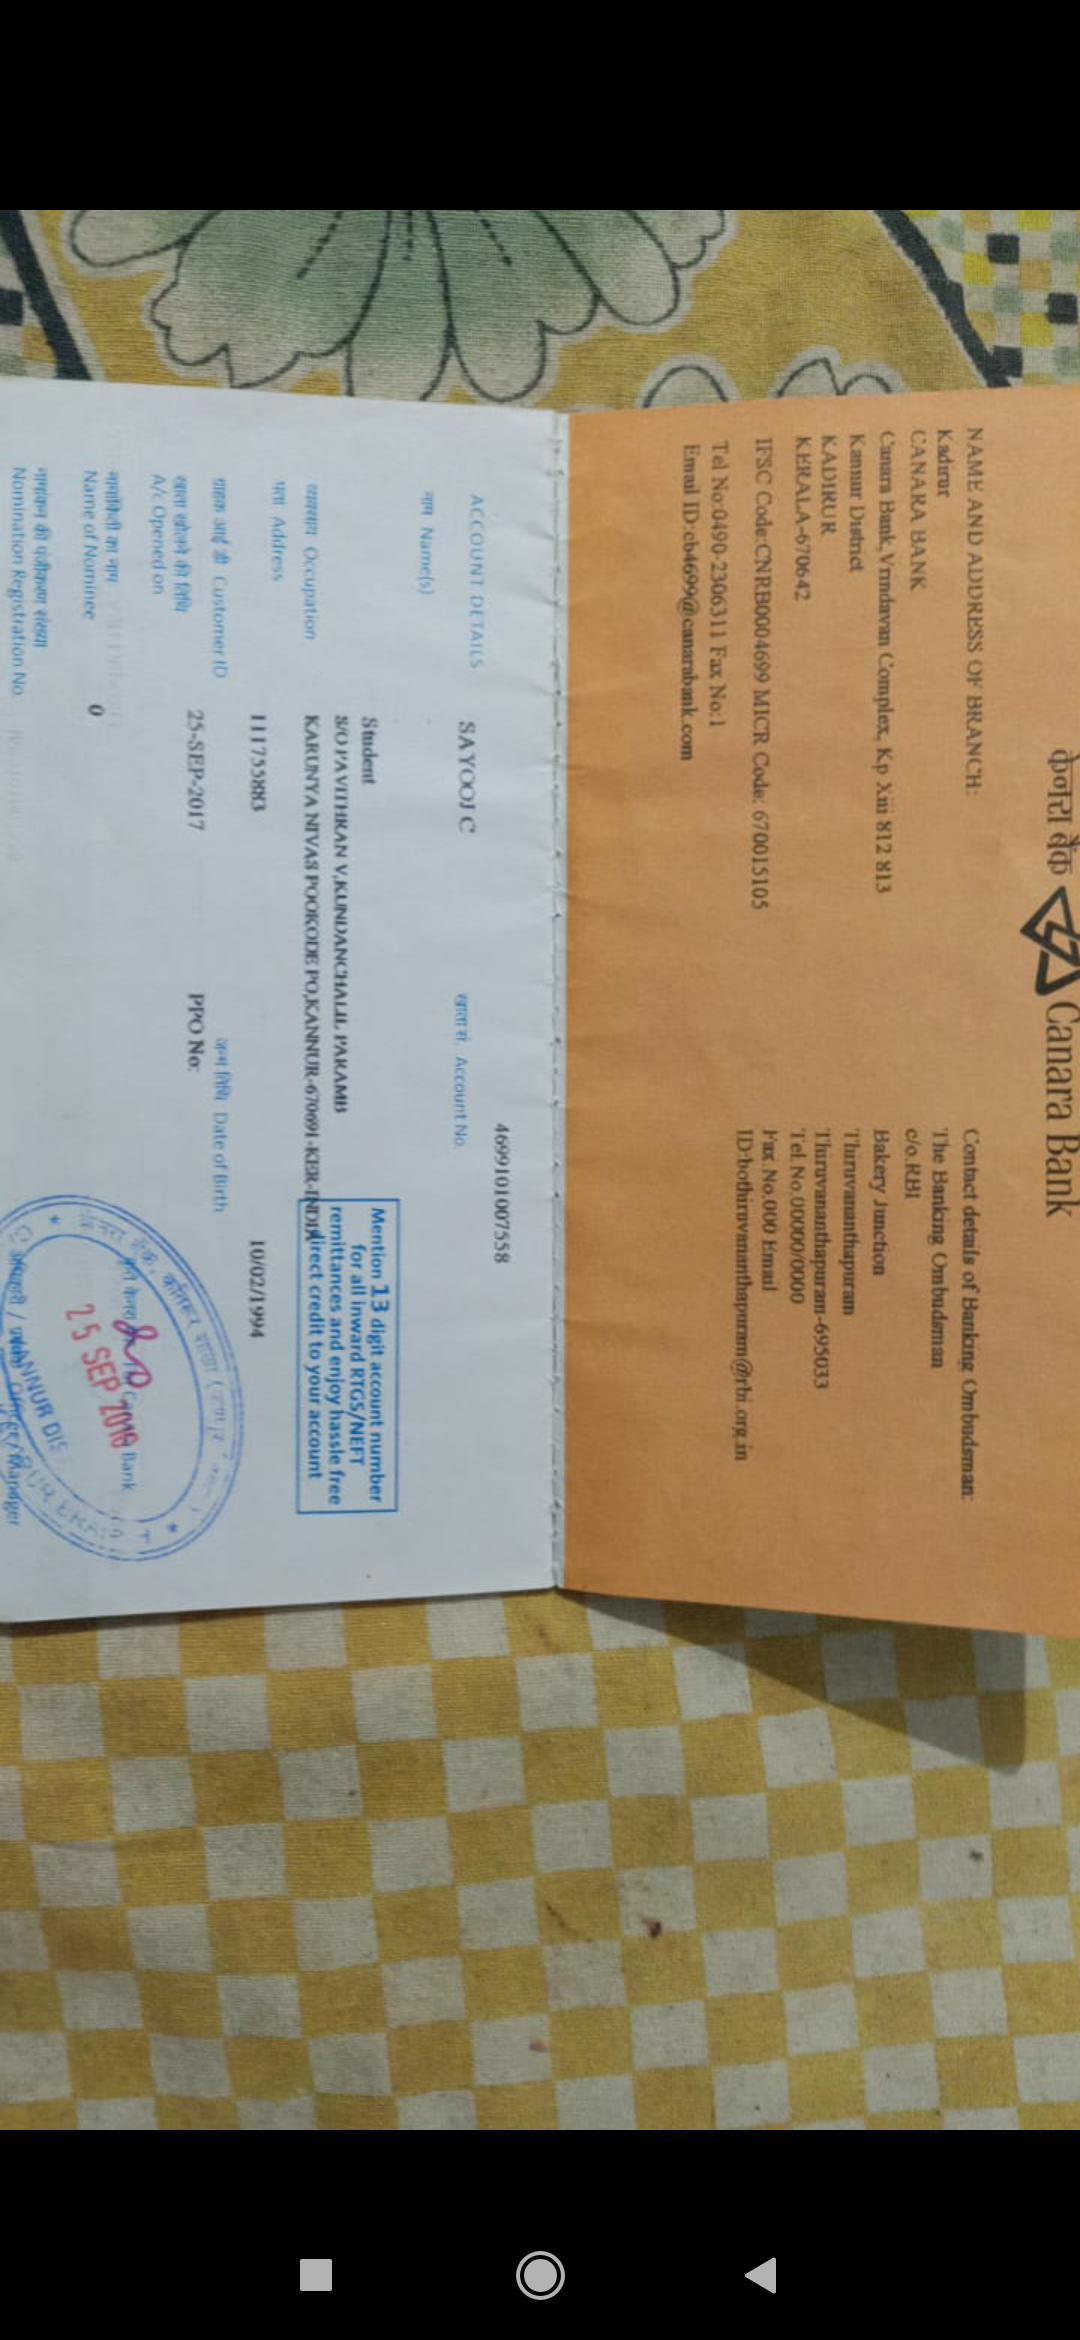 केनरा बैंक Canara Bank
NAME AND ADDRESS OF BRANCH:
Kadirur
CANARA BANK
Canara Bank, Vrindavan Complex, Kp Xiii 812 813
Kannur District
KADIRUR
KERALA-670642
IFSC Code:CNRB0004699 MICR Code: 670015105
Tel No:0490-2306311 Fax No:1
Email ID:cb4699@canarabank.com
Contact details of Banking Ombudsman:
The Banking Ombudsman
c/o.RBI
Bakery Junction
Thiruvananthapuram
Thiruvananthapuram-695033
Tel.No.00000/0000
Fax No.000 Email
ID:bothiruvananthapuram@rbi.org.in
ACCOUNT DETAILS
4699101007558
खाता सं. Account No.
नाम Name(s) SAYOOJ C
व्यवसाय Occupation Student
पता Address S/O PAVITHRAN V,KUNDANCHALIL PARAMB
KARUNYA NIVAS POOKODE PO,KANNUR-670691-KER-INDIA
Mention 13 digit account number
for all inward RTGS/NEFT
remittances and enjoy hassle free
direct credit to your account
ग्राहक आई डी Customer ID 111755883
जन्म तिथि Date of Birth 10/02/1994
खाता खोलने की तिथि
A/c Opened on 25-SEP-2017 PPO No:
नामिती का नाम
Name of Nominee 0
नामांकन की पंजीकरण संख्या
Nomination Registration No.
Bank
25 SEP 2018
KANNUR DIS
Manager